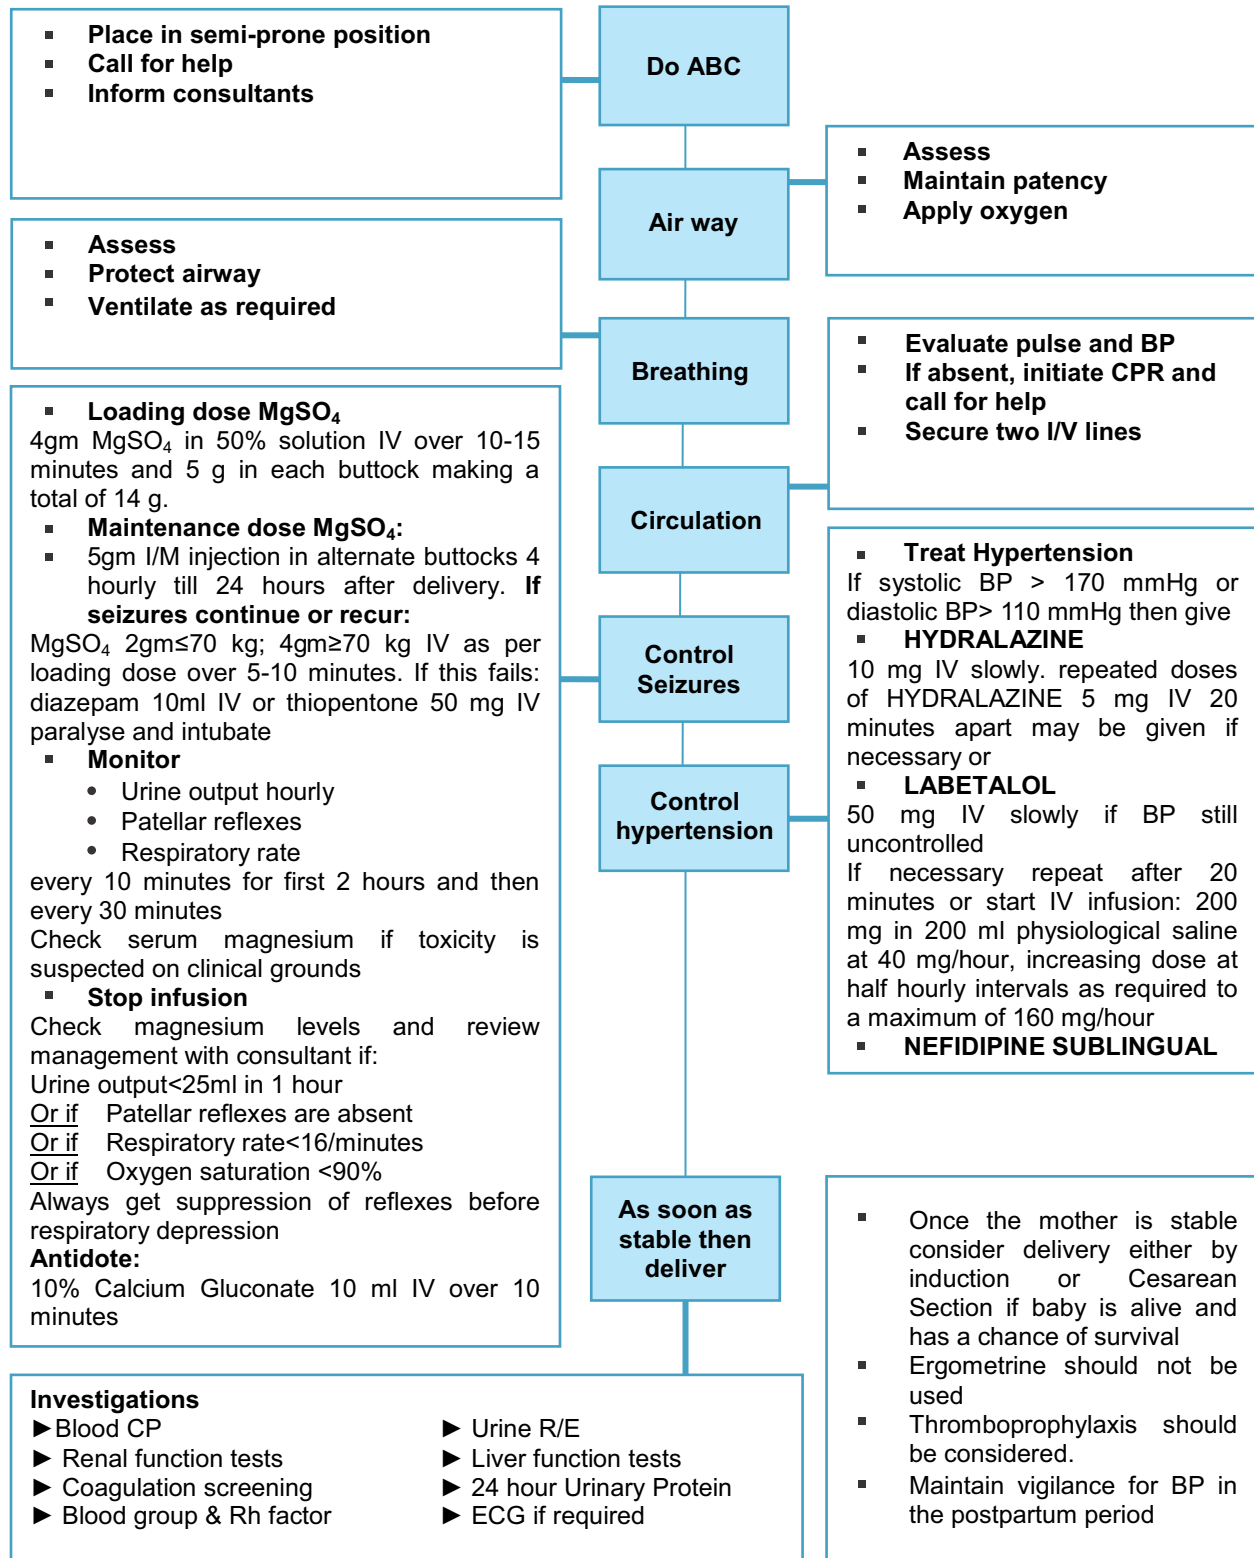 ▪ Place in semi-prone position
▪ Call for help
▪ Inform consultants
Do ABC
▪ Assess
▪ Maintain patency
▪ Apply oxygen
Air way
▪ Assess
▪ Protect airway
▪ Ventilate as required
Breathing
▪ Evaluate pulse and BP
▪ If absent, initiate CPR and
call for help
▪ Secure two I/V lines
Circulation
▪ Loading dose MgSO₄
4gm MgSO₄ in 50% solution IV over 10-15
minutes and 5 g in each buttock making a
total of 14 g.
▪ Maintenance dose MgSO₄:
▪ 5gm I/M injection in alternate buttocks 4
hourly till 24 hours after delivery. If
seizures continue or recur:
MgSO₄ 2gm≤70 kg; 4gm≥70 kg IV as per
loading dose over 5-10 minutes. If this fails:
diazepam 10ml IV or thiopentone 50 mg IV
paralyse and intubate
▪ Monitor
• Urine output hourly
• Patellar reflexes
• Respiratory rate
every 10 minutes for first 2 hours and then
every 30 minutes
Check serum magnesium if toxicity is
suspected on clinical grounds
▪ Stop infusion
Check magnesium levels and review
management with consultant if:
Urine output<25ml in 1 hour
Or if Patellar reflexes are absent
Or if Respiratory rate<16/minutes
Or if Oxygen saturation <90%
Always get suppression of reflexes before
respiratory depression
Antidote:
10% Calcium Gluconate 10 ml IV over 10
minutes
Control
Seizures
▪ Treat Hypertension
If systolic BP > 170 mmHg or
diastolic BP> 110 mmHg then give
▪ HYDRALAZINE
10 mg IV slowly. repeated doses
of HYDRALAZINE 5 mg IV 20
minutes apart may be given if
necessary or
▪ LABETALOL
50 mg IV slowly if BP still
uncontrolled
If necessary repeat after 20
minutes or start IV infusion: 200
mg in 200 ml physiological saline
at 40 mg/hour, increasing dose at
half hourly intervals as required to
a maximum of 160 mg/hour
▪ NEFIDIPINE SUBLINGUAL
Control
hypertension
As soon as
stable then
deliver
▪ Once the mother is stable
consider delivery either by
induction or Cesarean
Section if baby is alive and
has a chance of survival
▪ Ergometrine should not be
used
▪ Thromboprophylaxis should
be considered.
▪ Maintain vigilance for BP in
the postpartum period
Investigations
►Blood CP
► Renal function tests
► Coagulation screening
► Blood group & Rh factor
► Urine R/E
► Liver function tests
► 24 hour Urinary Protein
► ECG if required